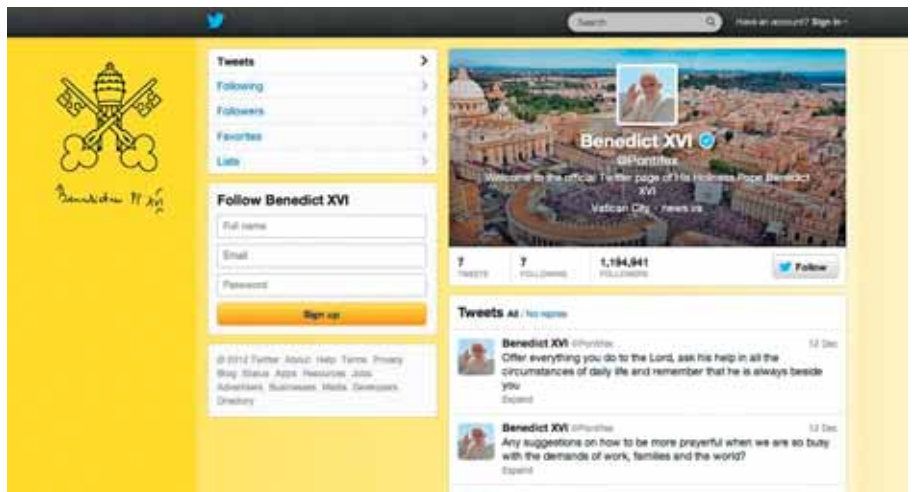 Search
Have an account? Sign in
Tweets
Following
Followers
Favorites
Lists
Follow Benedict XVI
Full name
Email
Password
Sign up
© 2012 Twitter About Help Terms Privacy
Blog Status Apps Resources Jobs
Advertisers Businesses Media Developers
Directory
Benedict XVI
@Pontifex
Welcome to the official Twitter page of His Holiness Pope Benedict
XVI
Vatican City · news.va
7
TWEETS
7
FOLLOWING
1,194,941
FOLLOWERS
Follow
Tweets All / No replies
Benedict XVI @Pontifex 12 Dec
Offer everything you do to the Lord, ask his help in all the
circumstances of daily life and remember that he is always beside
you
Expand
Benedict XVI @Pontifex 12 Dec
Any suggestions on how to be more prayerful when we are so busy
with the demands of work, families and the world?
Expand